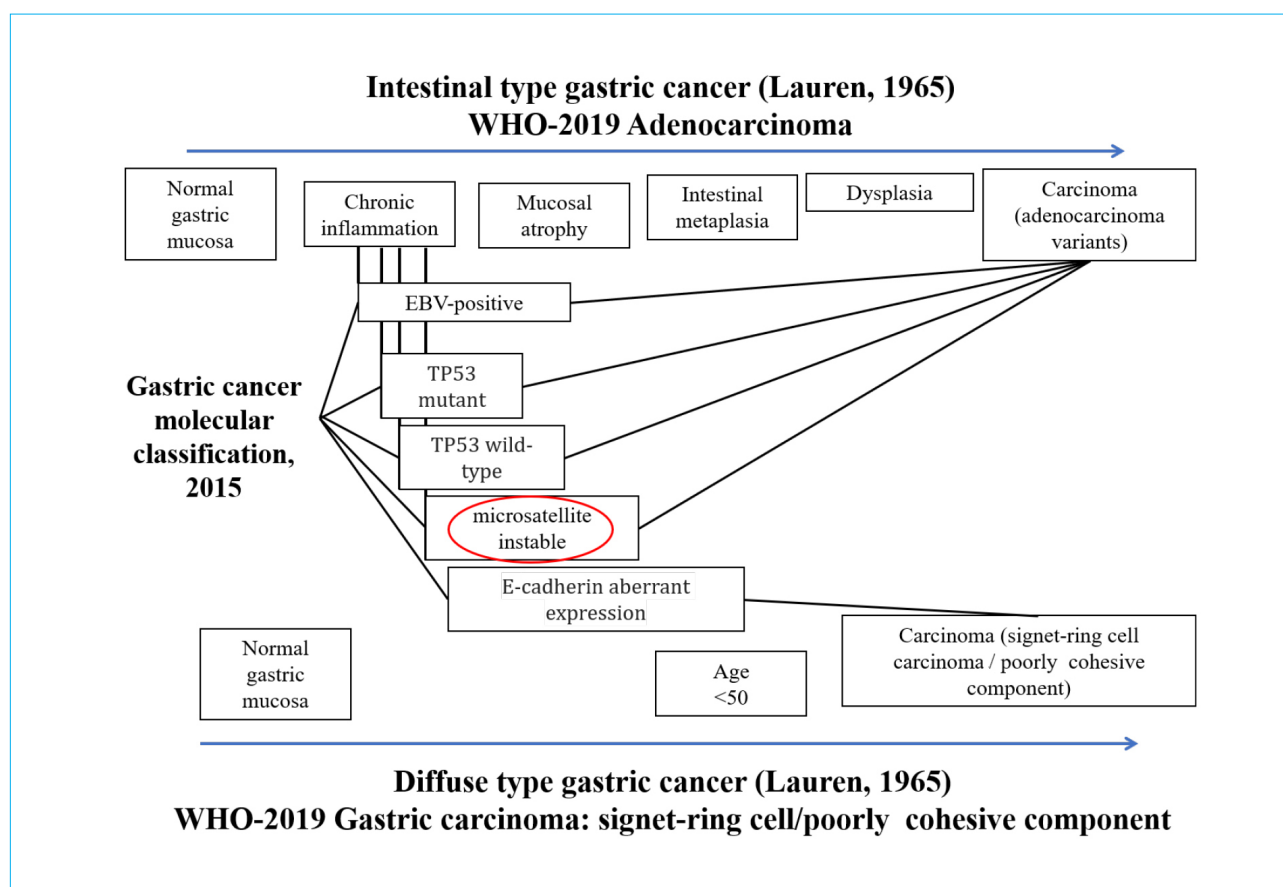 Intestinal type gastric cancer (Lauren, 1965)
WHO-2019 Adenocarcinoma
Normal
gastric
mucosa
Chronic
inflammation
Mucosal
atrophy
Intestinal
metaplasia
Dysplasia
Carcinoma
(adenocarcinoma
variants)
EBV-positive
TP53
mutant
TP53 wild-
type
microsatellite
instable
E-cadherin aberrant
expression
Gastric cancer
molecular
classification,
2015
Normal
gastric
mucosa
Age
<50
Carcinoma (signet-ring cell
carcinoma / poorly cohesive
component)
Diffuse type gastric cancer (Lauren, 1965)
WHO-2019 Gastric carcinoma: signet-ring cell/poorly cohesive component